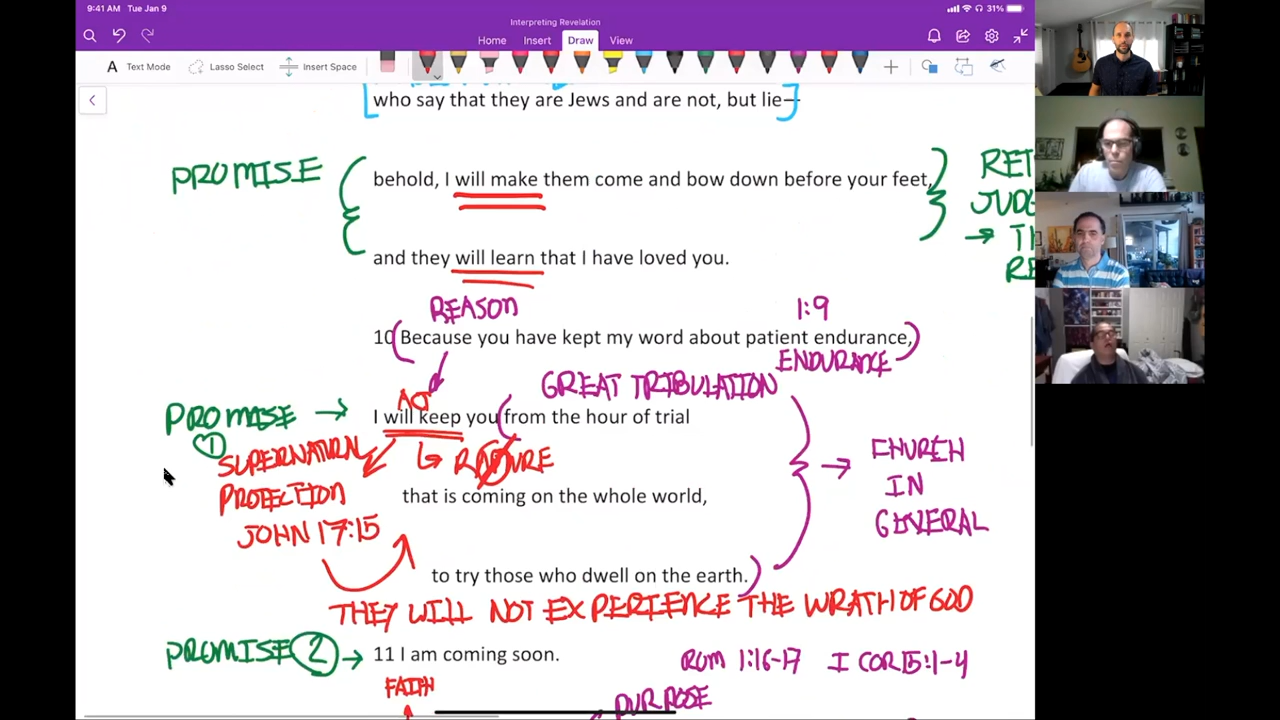 9:41 AM Tue Jan 9
31%
Interpreting Revelation
Home Insert Draw View
Text Mode Lasso Select Insert Space
who say that they are Jews and are not, but lie—
PROMISE
behold, I will make them come and bow down before your feet,
and they will learn that I have loved you.
REASON
1:9
10 Because you have kept my word about patient endurance,
ENDURANCE
GREAT TRIBULATION
PROMISE →
1
I will keep you from the hour of trial
RAPTURE
PROTECTION
JOHN 17:15
that is coming on the whole world,
→ CHURCH
IN
GENERAL
to try those who dwell on the earth.
THEY WILL NOT EXPERIENCE THE WRATH OF GOD
PROMISE 2 →
11 I am coming soon.
ROM 1:16-17 I COR 15:1-4
FAITH
PURPOSE